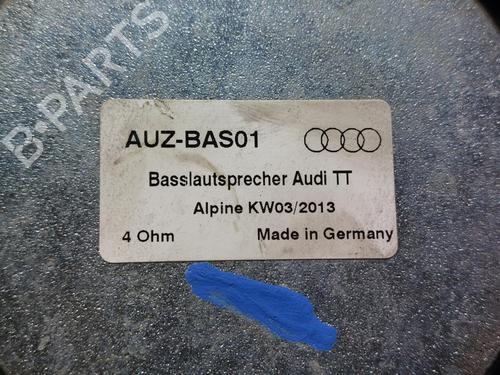 B-PARTS
AUZ-BAS01
Basslautsprecher Audi TT
Alpine KW03/2013
4 Ohm Made in Germany